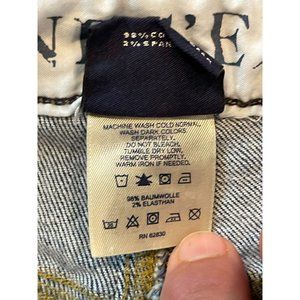 98% CO
2% SPAN
MACHINE WASH COLD NORMAL.
WASH DARK COLORS
SEPARATELY.
DO NOT BLEACH.
TUMBLE DRY LOW.
REMOVE PROMPTLY.
WARM IRON IF NEEDED.
98% BAUMWOLLE
2% ELASTHAN
RN 62830